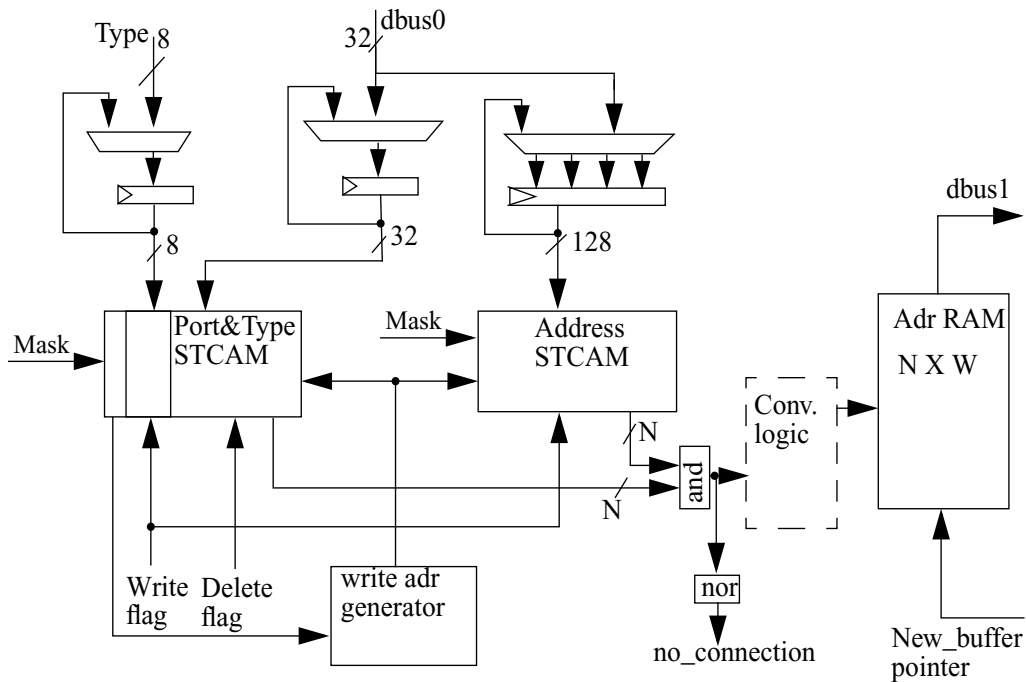 Type
8
dbus0
32
8
32
128
dbus1
Mask
Port&Type
STCAM
Mask
Address
STCAM
Adr RAM
N X W
Conv.
logic
N
N
and
Write
flag
Delete
flag
write adr
generator
nor
no_connection
New_buffer
pointer